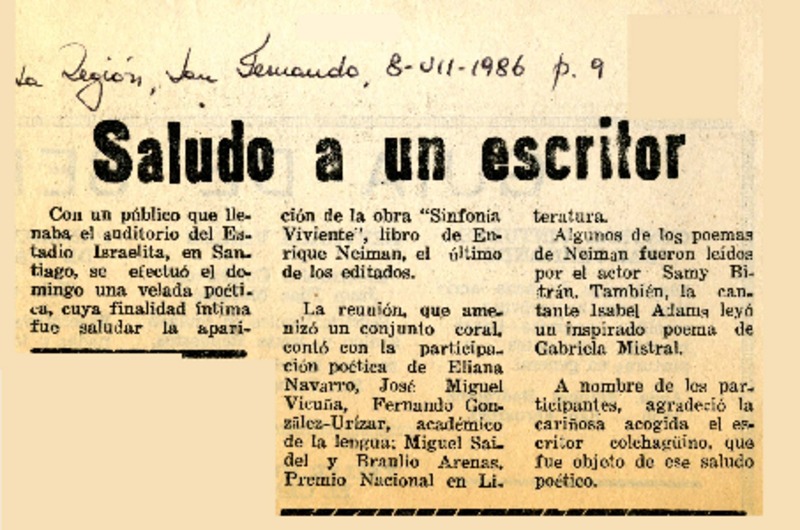 La Región, San Fernando, 8-VII-1986 p. 9
Saludo a un escritor
Con un público que lle-
naba el auditorio del Es-
tadio Israelita, en San-
tiago, se efectuó el do-
mingo una velada poéti-
ca, cuya finalidad íntima
fue saludar la apari-
ción de la obra "Sinfonía
Viviente", libro de En-
rique Neiman, el último
de los editados.
La reunión, que ame-
nizó un conjunto coral,
contó con la participa-
ción poética de Eliana
Navarro, José Miguel
Vicuña, Fernando Gon-
zález-Urízar, académico
de la lengua; Miguel Sai-
del y Braulio Arenas,
Premio Nacional en Li-
teratura.
Algunos de los poemas
de Neiman fueron leídos
por el actor Samy Bi-
trán. También, la can-
tante Isabel Adams leyó
un inspirado poema de
Gabriela Mistral.
A nombre de los par-
ticipantes, agradeció la
cariñosa acogida el es-
critor colchagüino, que
fue objeto de ese saludo
poético.